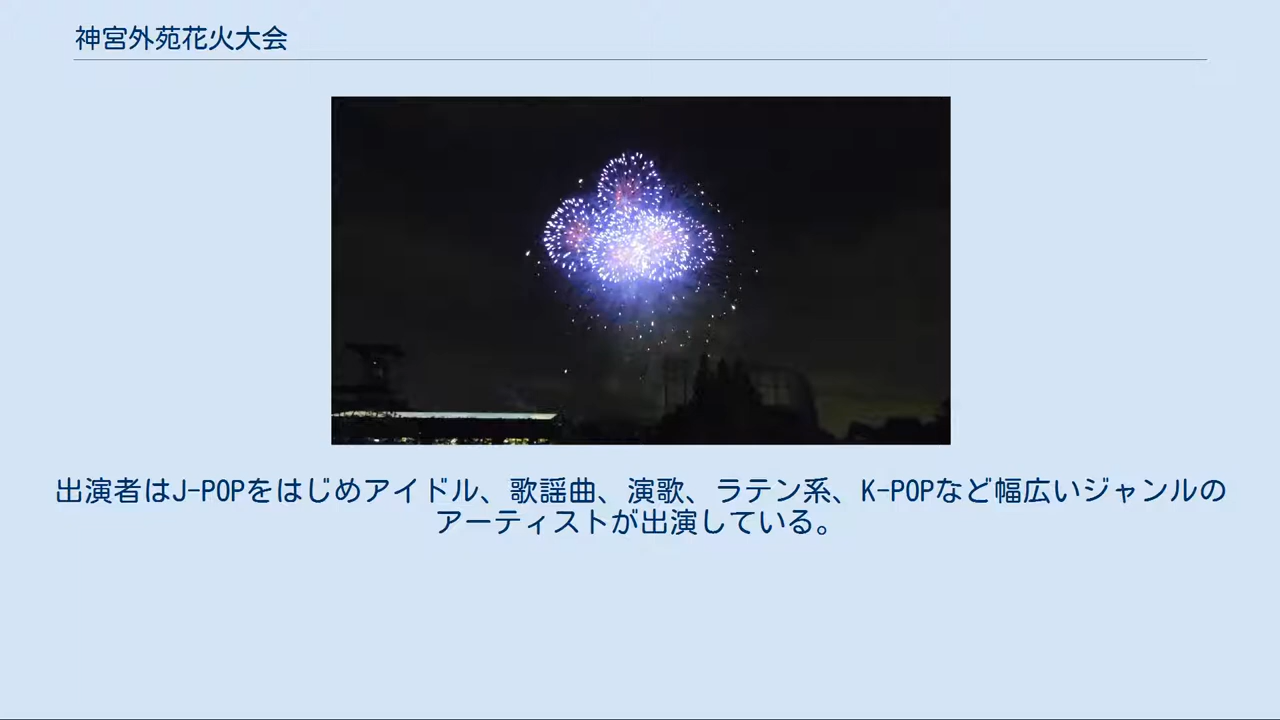 神宮外苑花火大会
出演者はJ-POPをはじめアイドル、歌謡曲、演歌、ラテン系、K-POPなど幅広いジャンルの
アーティストが出演している。